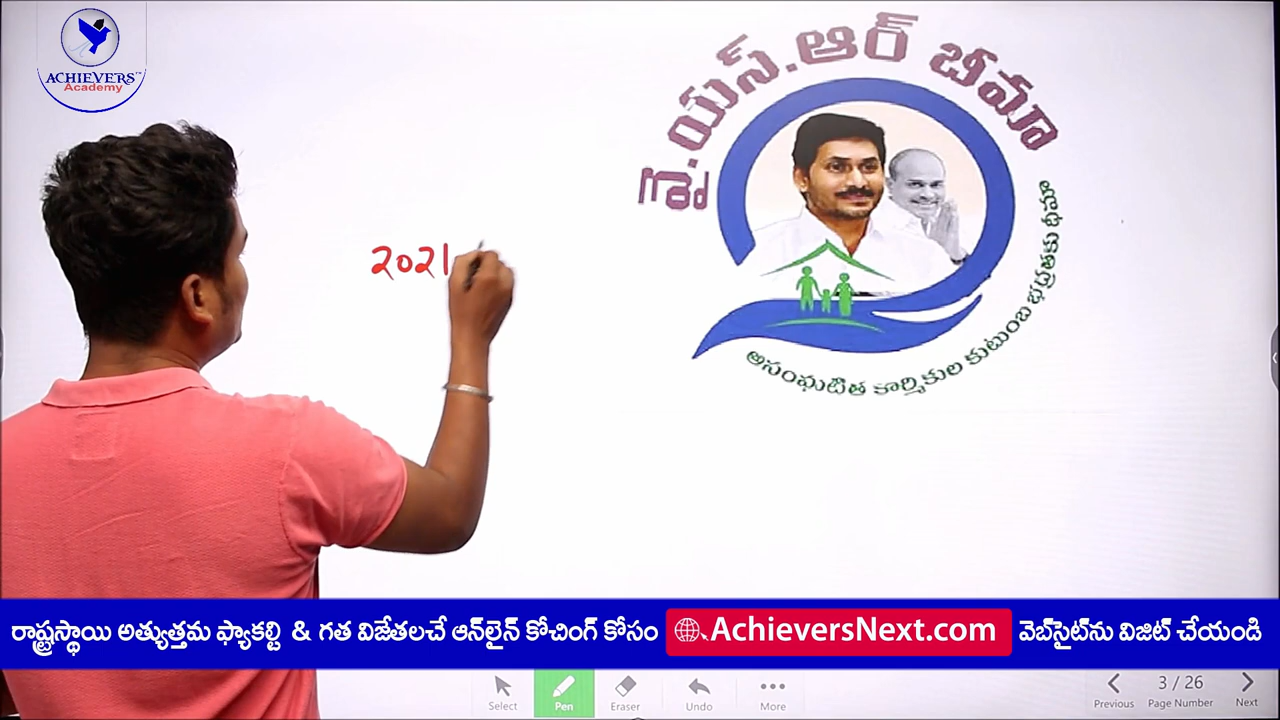 ACHIEVERS™
Academy
వై.యస్.ఆర్ బీమా
2021
అసంఘటిత కార్మికుల కుటుంబ భద్రతకు ధీమా
రాష్ట్రస్థాయి అత్యుత్తమ ఫ్యాకల్టి & గత విజేతలచే ఆన్‌లైన్ కోచింగ్ కోసం AchieversNext.com వెబ్‌సైట్‌ను విజిట్ చేయండి
Select Pen Eraser Undo More Previous 3 / 26 Page Number Next